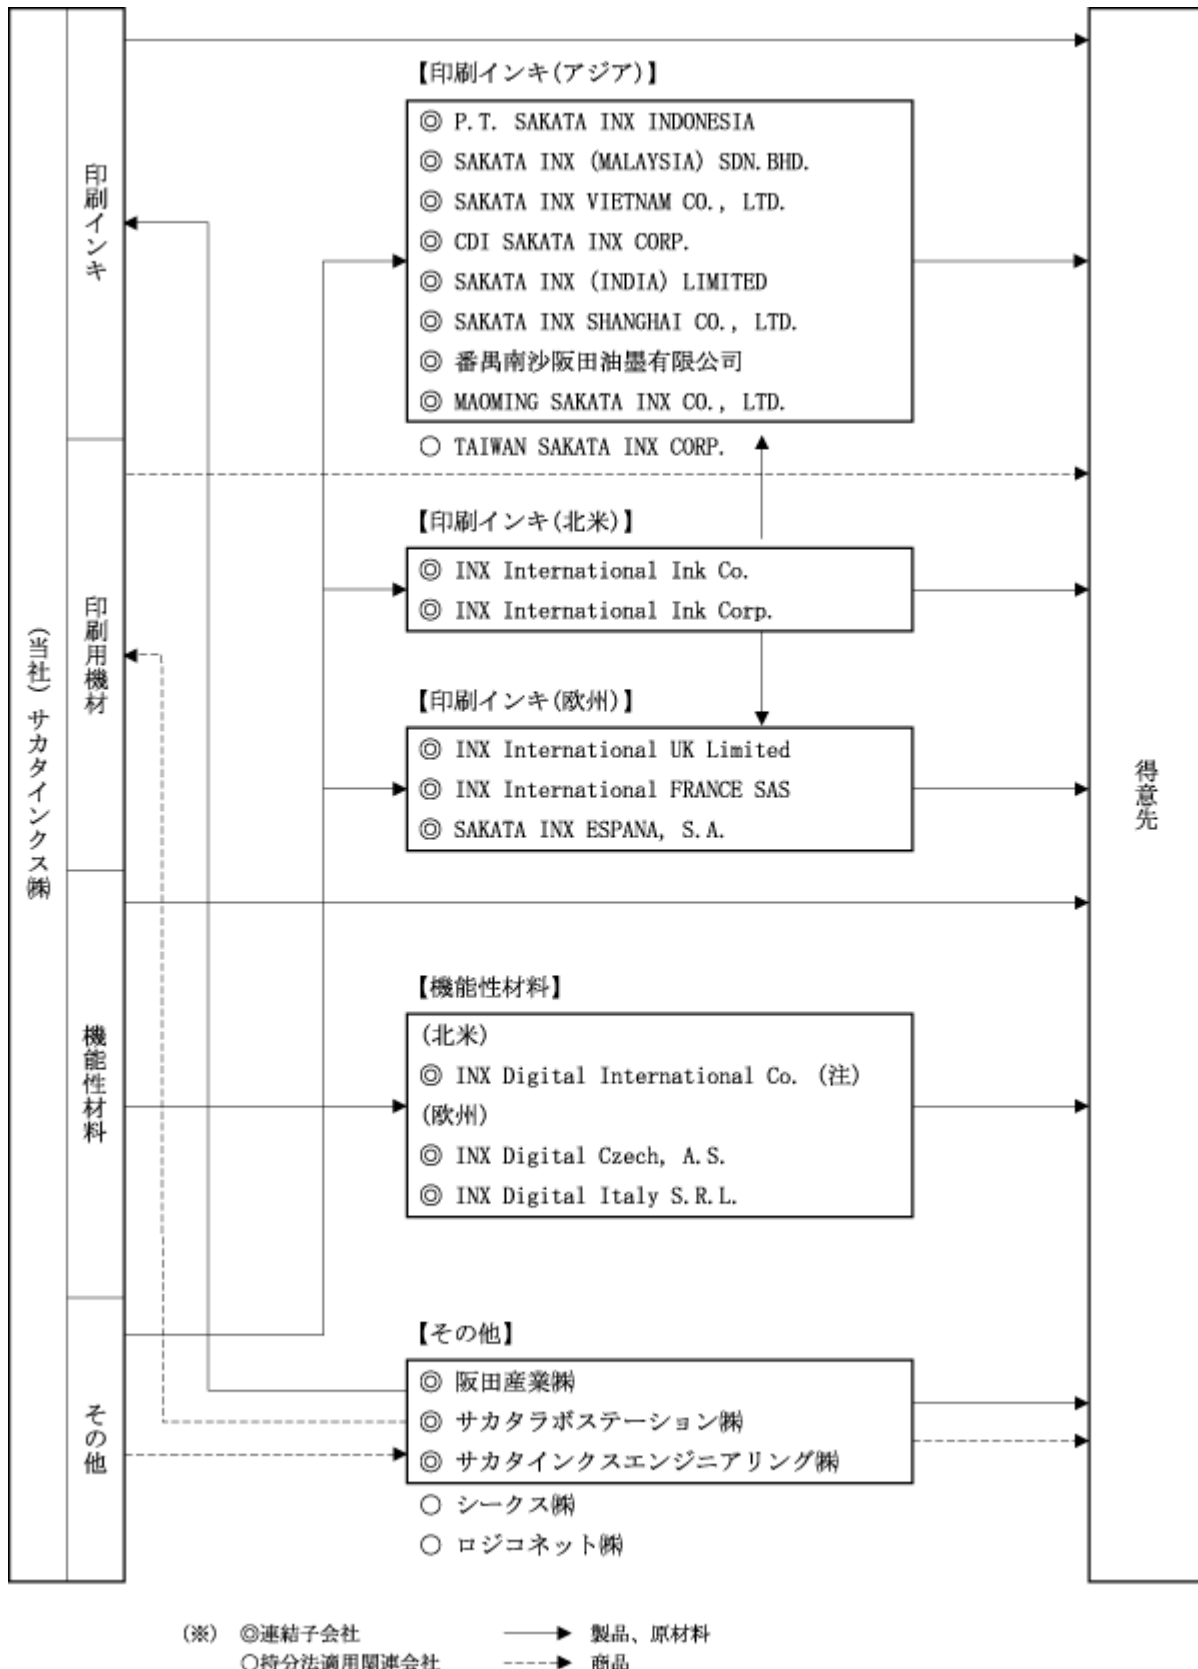 (当社) サカタインクス㈱
印刷インキ
印刷用機材
機能性材料
その他
【印刷インキ(アジア)】
◎ P.T. SAKATA INX INDONESIA
◎ SAKATA INX (MALAYSIA) SDN.BHD.
◎ SAKATA INX VIETNAM CO., LTD.
◎ CDI SAKATA INX CORP.
◎ SAKATA INX (INDIA) LIMITED
◎ SAKATA INX SHANGHAI CO., LTD.
◎ 番禺南沙阪田油墨有限公司
◎ MAOMING SAKATA INX CO., LTD.
○ TAIWAN SAKATA INX CORP.
【印刷インキ(北米)】
◎ INX International Ink Co.
◎ INX International Ink Corp.
【印刷インキ(欧州)】
◎ INX International UK Limited
◎ INX International FRANCE SAS
◎ SAKATA INX ESPANA, S.A.
【機能性材料】
(北米)
◎ INX Digital International Co. (注)
(欧州)
◎ INX Digital Czech, A.S.
◎ INX Digital Italy S.R.L.
【その他】
◎ 阪田産業㈱
◎ サカタラボステーション㈱
◎ サカタインクスエンジニアリング㈱
○ シークス㈱
○ ロジコネット㈱
得意先
(※) ◎連結子会社 製品、原材料
○持分法適用関連会社 商品